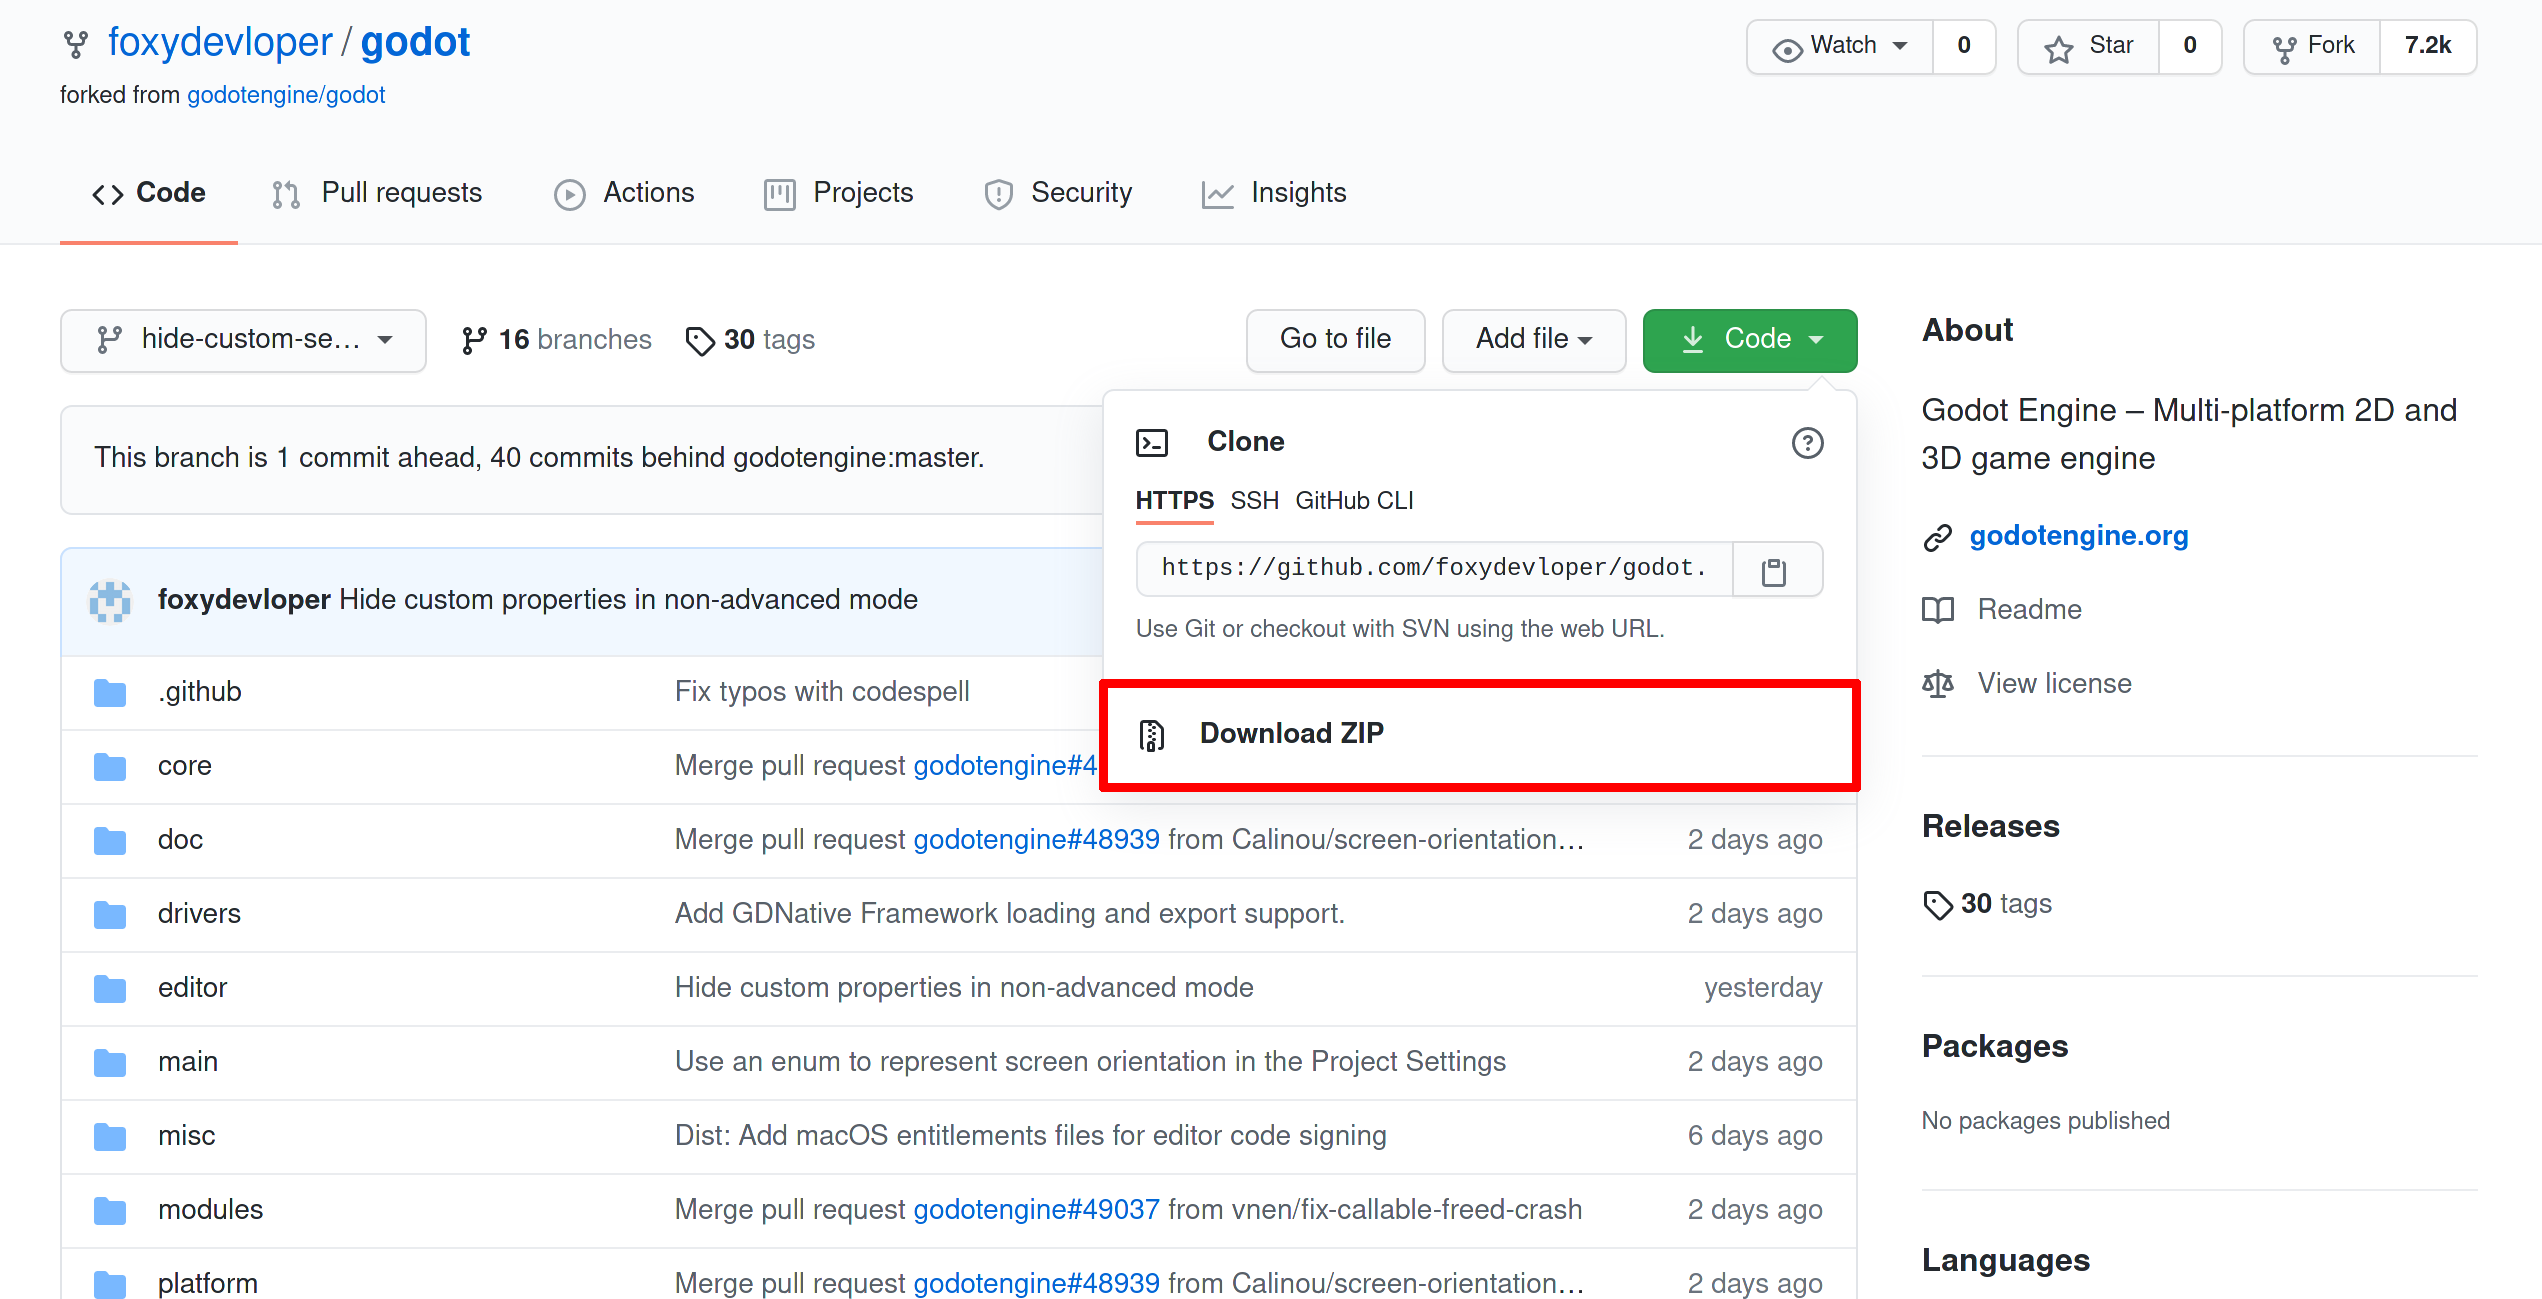 foxydevloper / godot
forked from godotengine/godot
Watch 0
Star 0
Fork 7.2k
Code
Pull requests
Actions
Projects
Security
Insights
hide-custom-se...
16 branches
30 tags
Go to file
Add file
Code
This branch is 1 commit ahead, 40 commits behind godotengine:master.
Clone
HTTPS SSH GitHub CLI
https://github.com/foxydevloper/godot.
Use Git or checkout with SVN using the web URL.
Download ZIP
foxydevloper Hide custom properties in non-advanced mode
.github Fix typos with codespell
core Merge pull request godotengine#4
doc Merge pull request godotengine#48939 from Calinou/screen-orientation... 2 days ago
drivers Add GDNative Framework loading and export support. 2 days ago
editor Hide custom properties in non-advanced mode yesterday
main Use an enum to represent screen orientation in the Project Settings 2 days ago
misc Dist: Add macOS entitlements files for editor code signing 6 days ago
modules Merge pull request godotengine#49037 from vnen/fix-callable-freed-crash 2 days ago
platform Merge pull request godotengine#48939 from Calinou/screen-orientation... 2 days ago
About
Godot Engine – Multi-platform 2D and
3D game engine
godotengine.org
Readme
View license
Releases
30 tags
Packages
No packages published
Languages